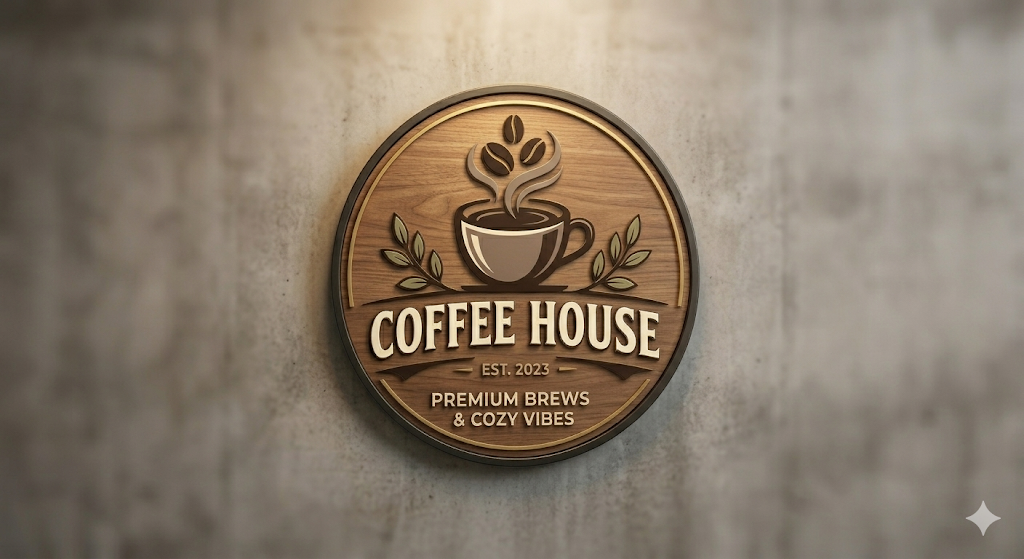 COFFEE HOUSE
EST. 2023
PREMIUM BREWS
& COZY VIBES